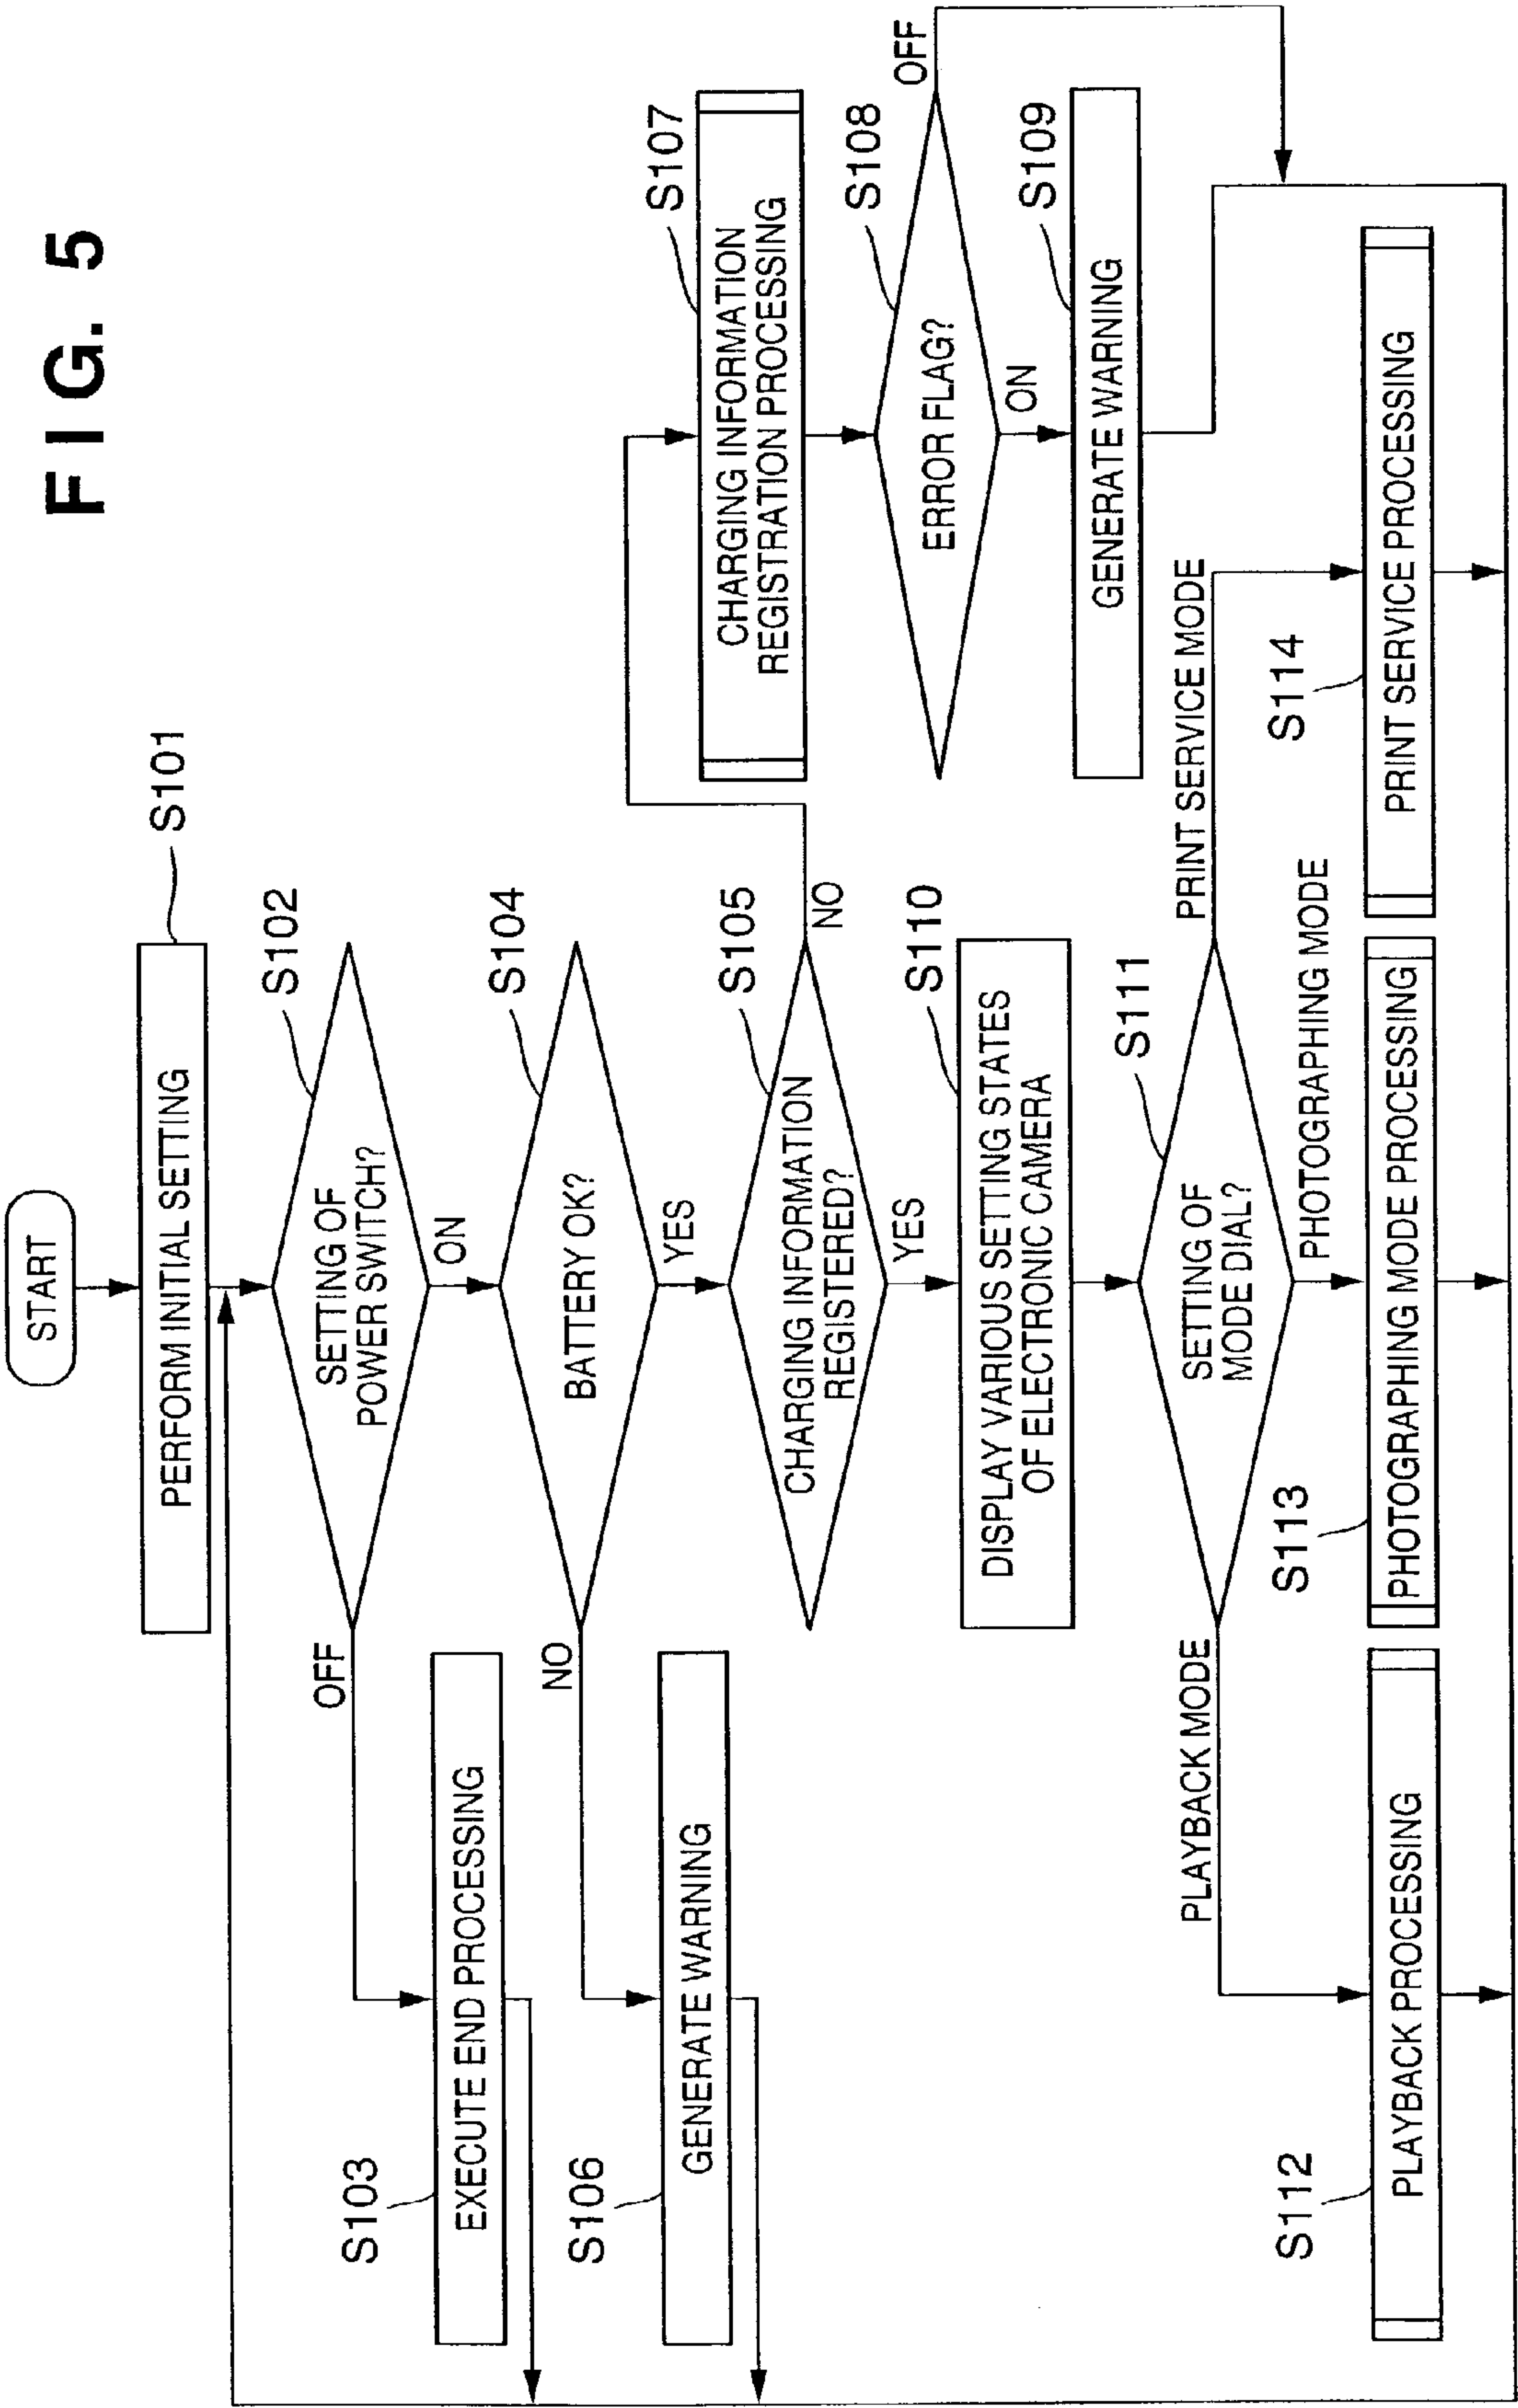 FIG. 5
START
PERFORM INITIAL SETTING
S101
SETTING OF
POWER SWITCH?
S102
OFF
ON
EXECUTE END PROCESSING
S103
BATTERY OK?
S104
NO
YES
GENERATE WARNING
S106
CHARGING INFORMATION
REGISTERED?
S105
NO
YES
CHARGING INFORMATION
REGISTRATION PROCESSING
S107
ERROR FLAG?
S108
OFF
ON
GENERATE WARNING
S109
DISPLAY VARIOUS SETTING STATES
OF ELECTRONIC CAMERA
S110
SETTING OF
MODE DIAL?
S111
PLAYBACK MODE
PHOTOGRAPHING MODE
PRINT SERVICE MODE
S112
PLAYBACK PROCESSING
S113
PHOTOGRAPHING MODE PROCESSING
S114
PRINT SERVICE PROCESSING